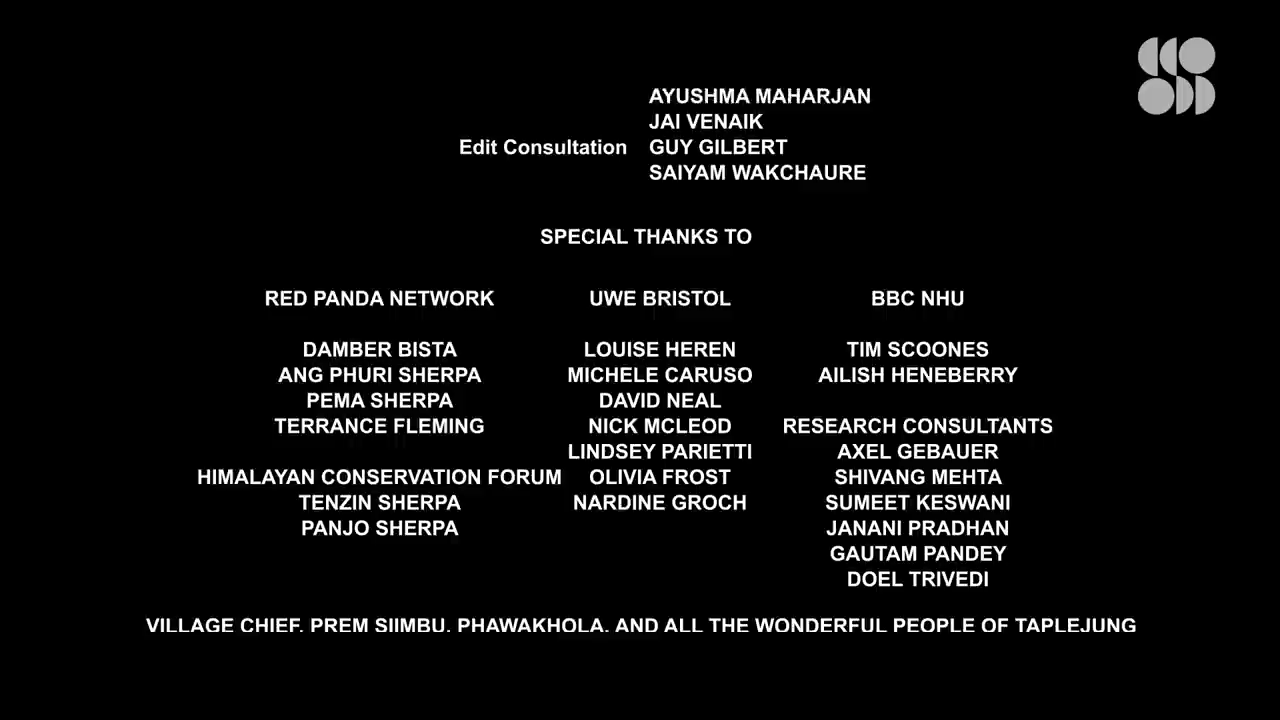 AYUSHMA MAHARJAN
JAI VENAIK
Edit Consultation GUY GILBERT
SAIYAM WAKCHAURE
SPECIAL THANKS TO
RED PANDA NETWORK
DAMBER BISTA
ANG PHURI SHERPA
PEMA SHERPA
TERRANCE FLEMING
HIMALAYAN CONSERVATION FORUM
TENZIN SHERPA
PANJO SHERPA
UWE BRISTOL
LOUISE HEREN
MICHELE CARUSO
DAVID NEAL
NICK MCLEOD
LINDSEY PARIETTI
OLIVIA FROST
NARDINE GROCH
BBC NHU
TIM SCOONES
AILISH HENEBERRY
RESEARCH CONSULTANTS
AXEL GEBAUER
SHIVANG MEHTA
SUMEET KESWANI
JANANI PRADHAN
GAUTAM PANDEY
DOEL TRIVEDI
VILLAGE CHIEF, PREM SIIMBU, PHAWAKHOLA, AND ALL THE WONDERFUL PEOPLE OF TAPLEJUNG